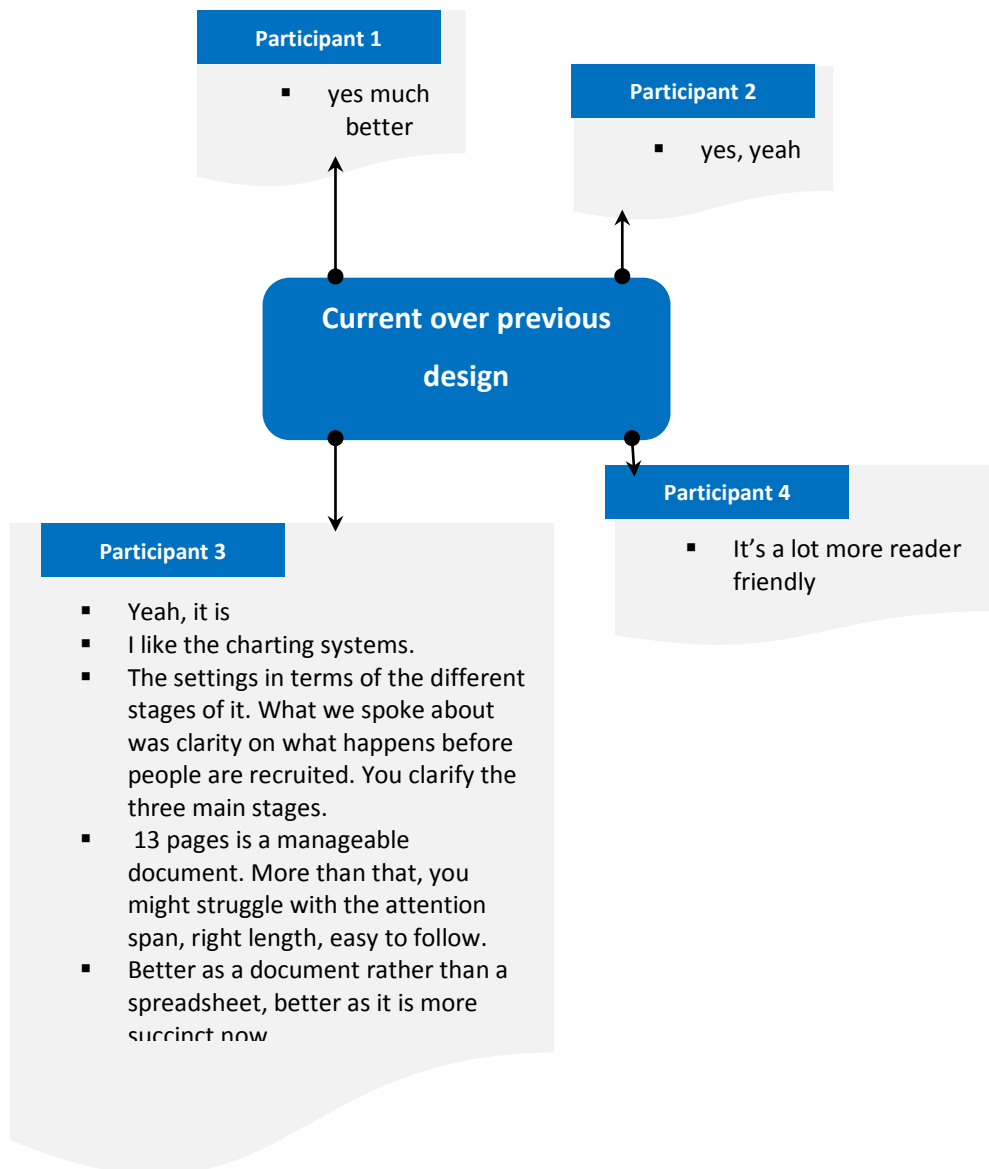 Participant 1
▪ yes much
better
Participant 2
▪ yes, yeah
Current over previous
design
Participant 4
▪ It’s a lot more reader
friendly
Participant 3
▪ Yeah, it is
▪ I like the charting systems.
▪ The settings in terms of the different
stages of it. What we spoke about
was clarity on what happens before
people are recruited. You clarify the
three main stages.
▪ 13 pages is a manageable
document. More than that, you
might struggle with the attention
span, right length, easy to follow.
▪ Better as a document rather than a
spreadsheet, better as it is more
succinct now